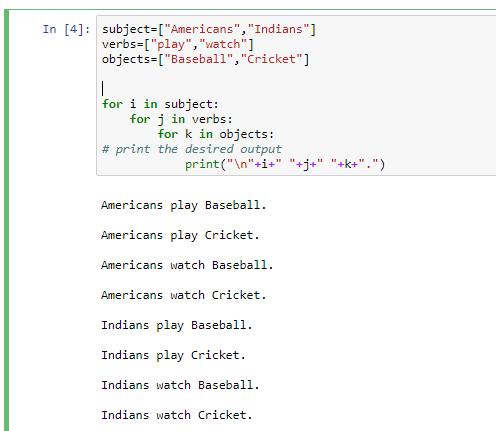 In [4]: subject=["Americans","Indians"]
verbs=["play","watch"]
objects=["Baseball","Cricket"]
for i in subject:
    for j in verbs:
        for k in objects:
# print the desired output
            print("\n"+i+" "+j+" "+k+".")
Americans play Baseball.
Americans play Cricket.
Americans watch Baseball.
Americans watch Cricket.
Indians play Baseball.
Indians play Cricket.
Indians watch Baseball.
Indians watch Cricket.